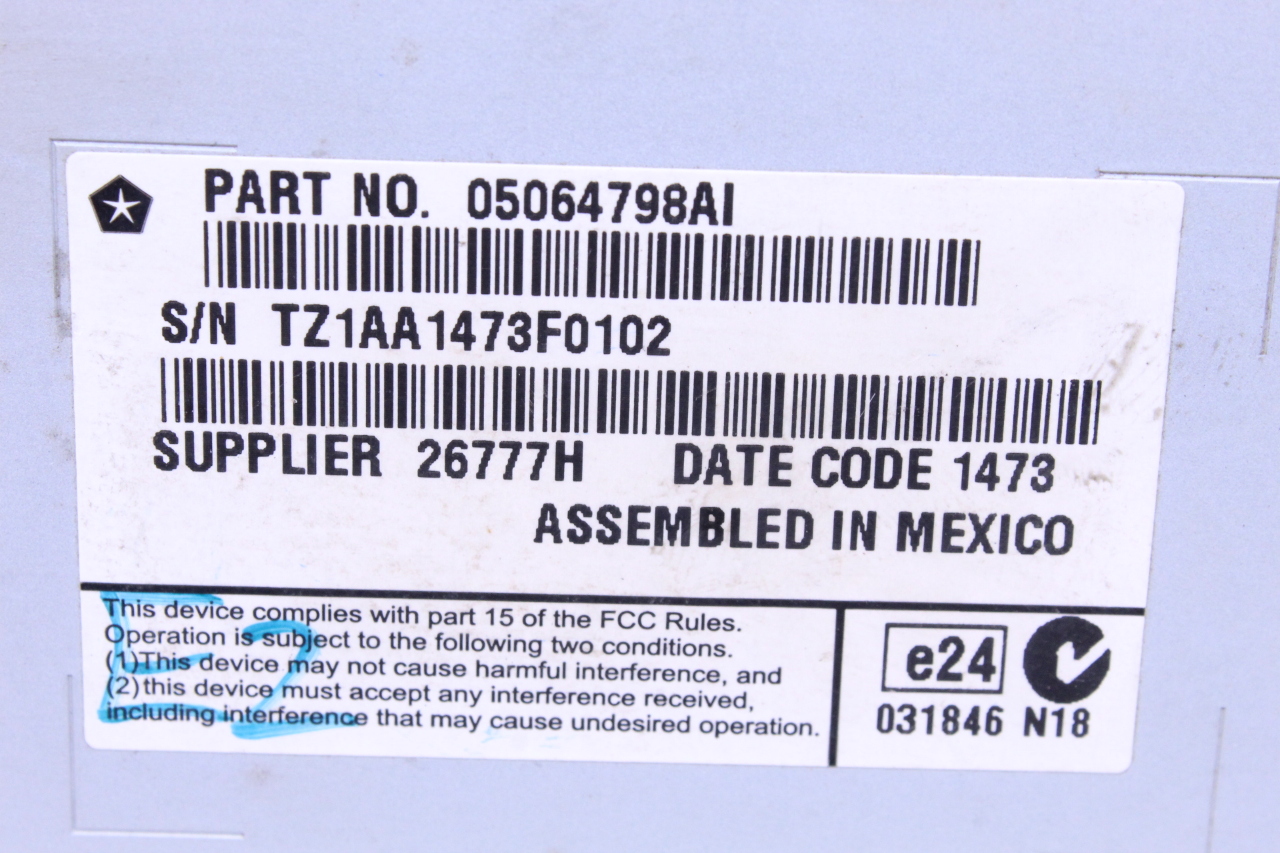 PART NO. 05064798AI
S/N TZ1AA1473F0102
SUPPLIER 26777H DATE CODE 1473
ASSEMBLED IN MEXICO
This device complies with part 15 of the FCC Rules.
Operation is subject to the following two conditions.
(1)This device may not cause harmful interference, and
(2)this device must accept any interference received,
including interference that may cause undesired operation.
E2
e24
031846 N18